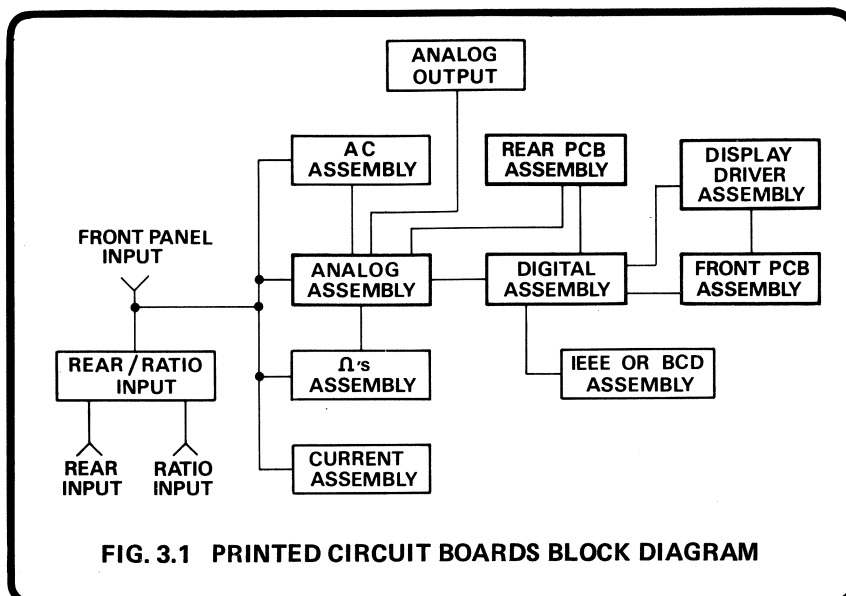 ANALOG
OUTPUT
AC
ASSEMBLY
REAR PCB
ASSEMBLY
DISPLAY
DRIVER
ASSEMBLY
FRONT PANEL
INPUT
ANALOG
ASSEMBLY
DIGITAL
ASSEMBLY
FRONT PCB
ASSEMBLY
REAR/RATIO
INPUT
Ω's
ASSEMBLY
IEEE OR BCD
ASSEMBLY
REAR
INPUT
RATIO
INPUT
CURRENT
ASSEMBLY
FIG. 3.1 PRINTED CIRCUIT BOARDS BLOCK DIAGRAM